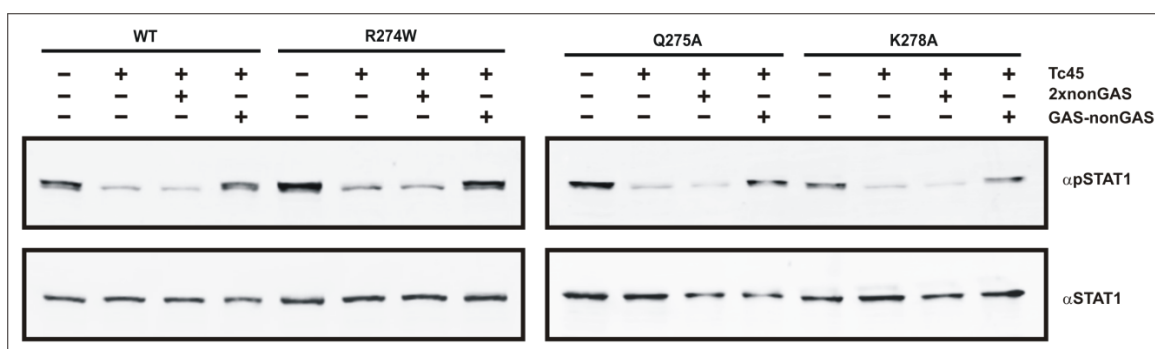 WT R274W Q275A K278A
− + + + − + + + − + + + − + + + Tc45
− − + − − − + − − − + − − − + − 2xnonGAS
− − − + − − − + − − − + − − − + GAS-nonGAS
αpSTAT1
αSTAT1